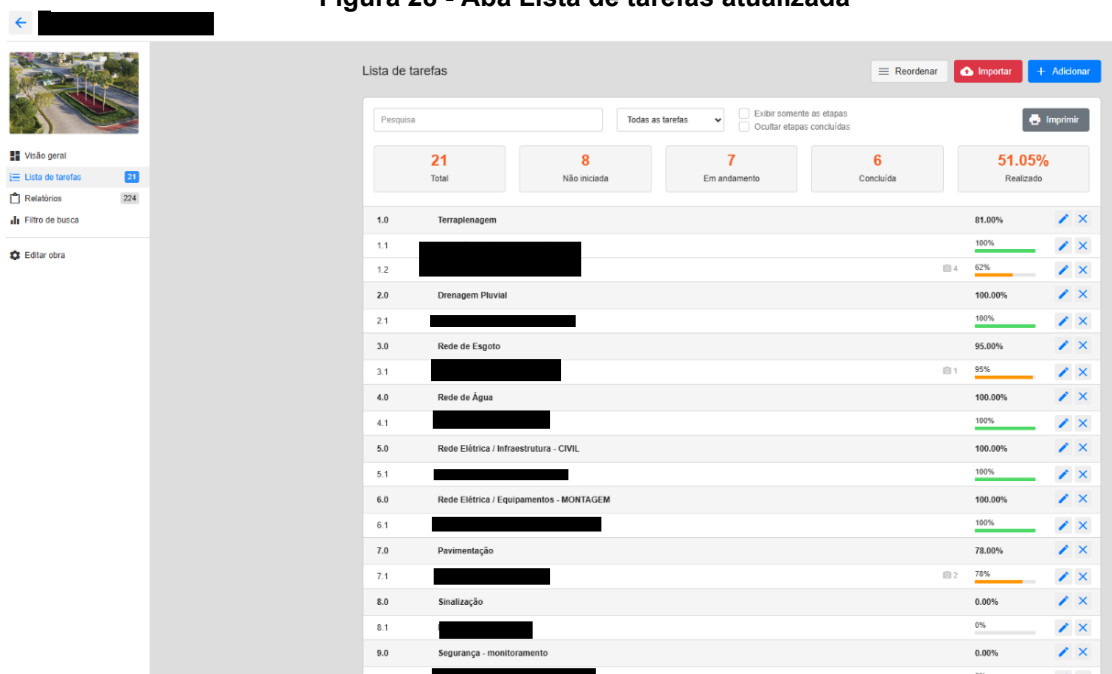 Figura 28 - Aba Lista de tarefas atualizada
Lista de tarefas
Reordenar
Importar
+ Adicionar
Pesquisa
Todas as tarefas
Exibir somente as etapas
Ocultar etapas concluídas
Imprimir
Visão geral
Lista de tarefas 21
Relatórios 224
Filtro de busca
Editar obra
21 8 7 6 51.05%
Total Não iniciada Em andamento Concluída Realizado
1.0 Terraplenagem 81.00%
1.1 100%
1.2 4 62%
2.0 Drenagem Pluvial 100.00%
2.1 100%
3.0 Rede de Esgoto 95.00%
3.1 1 95%
4.0 Rede de Água 100.00%
4.1 100%
5.0 Rede Elétrica / Infraestrutura - CIVIL 100.00%
5.1 100%
6.0 Rede Elétrica / Equipamentos - MONTAGEM 100.00%
6.1 100%
7.0 Pavimentação 78.00%
7.1 2 78%
8.0 Sinalização 0.00%
8.1 0%
9.0 Segurança - monitoramento 0.00%